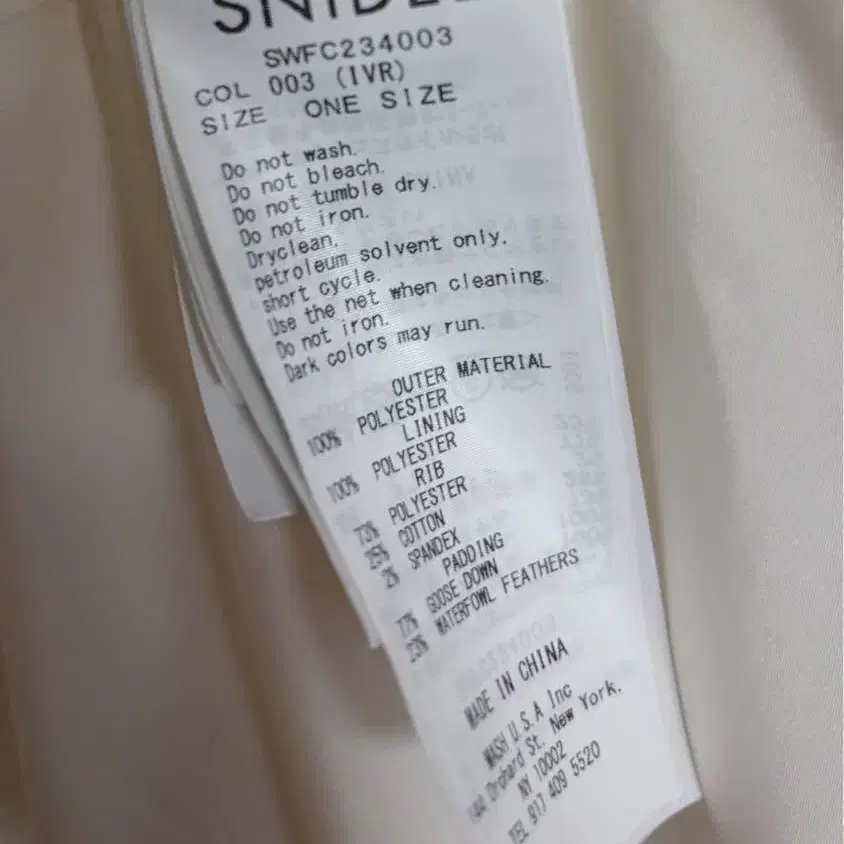 SNIDEL
SWFC234003
COL 003 (IVR)
SIZE ONE SIZE
Do not wash.
Do not bleach.
Do not tumble dry.
Do not iron.
Dryclean.
petroleum solvent only.
short cycle.
Use the net when cleaning.
Do not iron.
Dark colors may run.
OUTER MATERIAL
100% POLYESTER
LINING
100% POLYESTER
RIB
73% POLYESTER
25% COTTON
2% SPANDEX
PADDING
77% GOOSE DOWN
23% WATERFOWL FEATHERS
MADE IN CHINA
MASH U.S.A Inc
Orchard St. New York.
NY 10002
TEL 917 409 5520